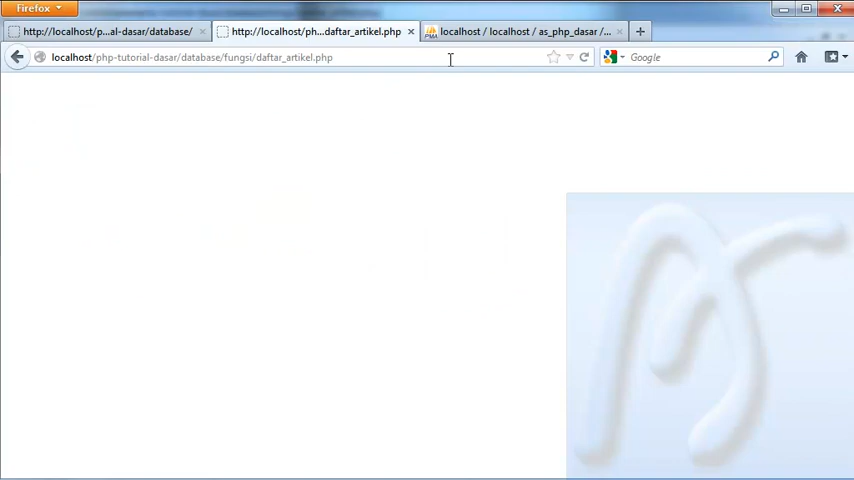 Firefox
http://localhost/p...al-dasar/database/
http://localhost/ph...daftar_artikel.php
PMA
localhost / localhost / as_php_dasar /...
localhost/php-tutorial-dasar/database/fungsi/daftar_artikel.php
Google